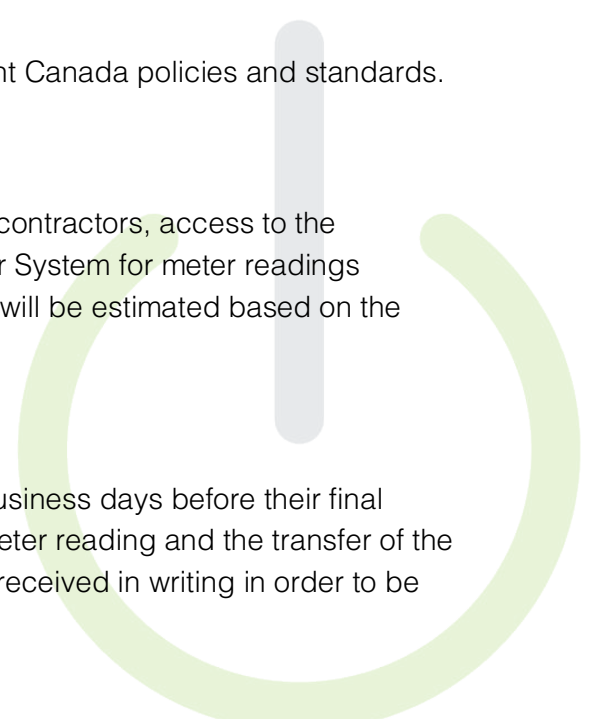 nt Canada policies and standards.
contractors, access to the
r System for meter readings
will be estimated based on the
usiness days before their final
eter reading and the transfer of the
received in writing in order to be